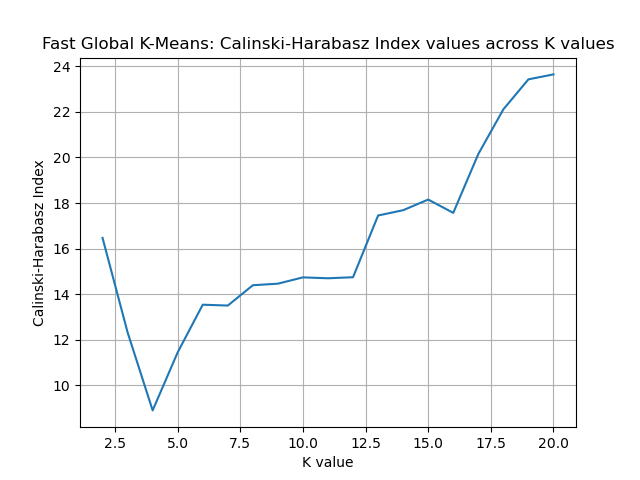 Fast Global K-Means: Calinski-Harabasz Index values across K values
Calinski-Harabasz Index
24
22
20
18
16
14
12
10
2.5 5.0 7.5 10.0 12.5 15.0 17.5 20.0
K value